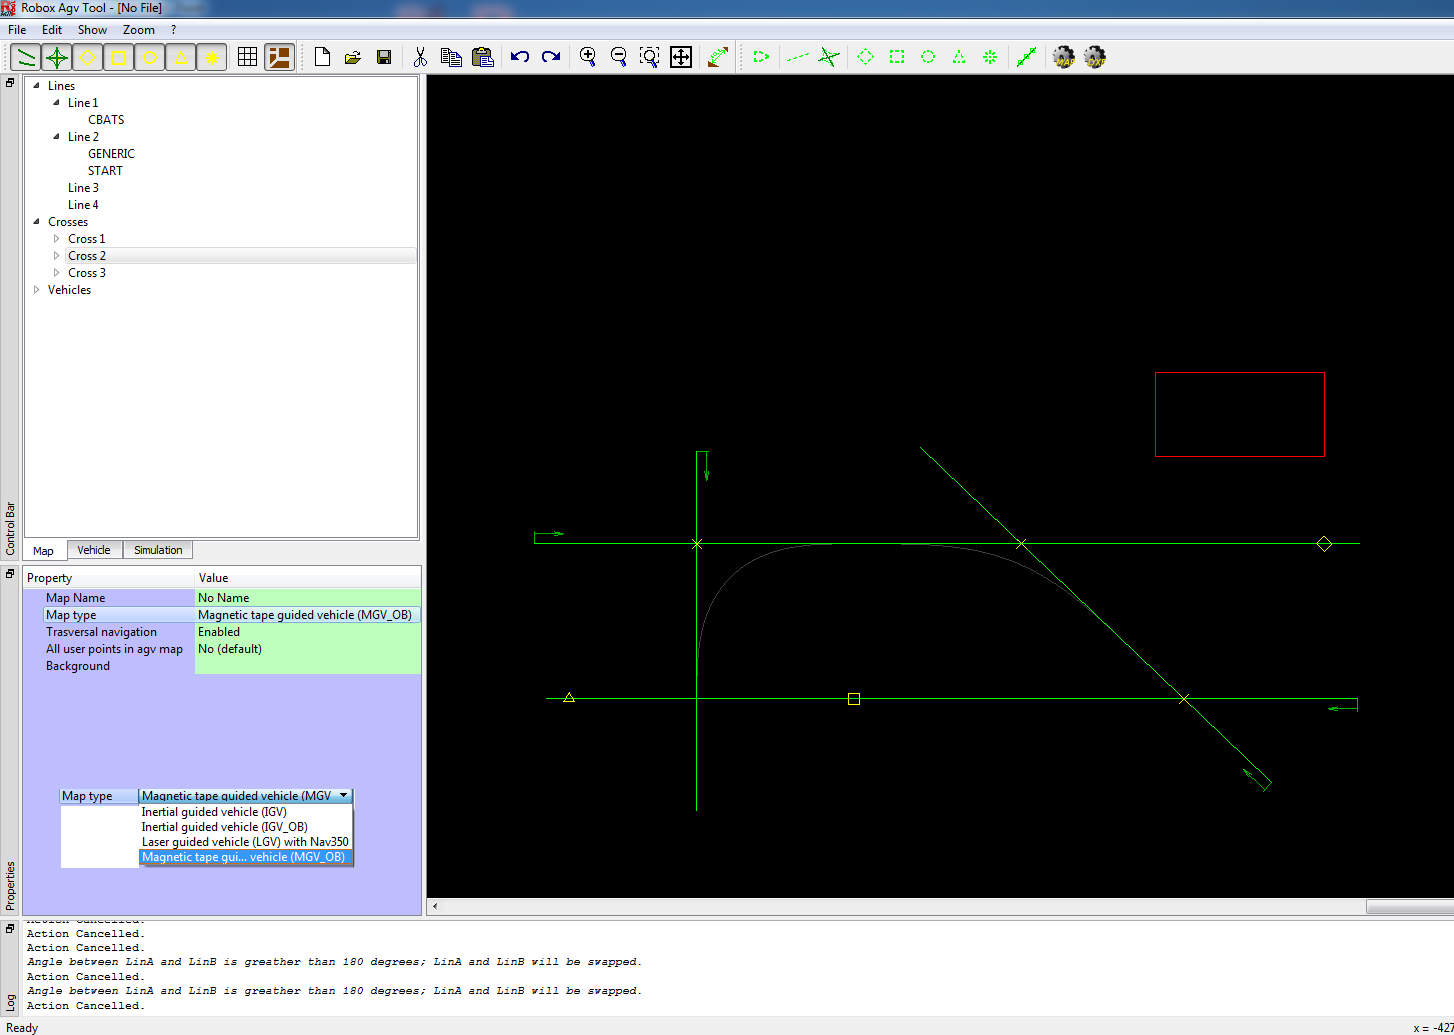 Robox Agv Tool - [No File]
File Edit Show Zoom ?
MAP DXF
Control Bar
Lines
Line 1
CBATS
Line 2
GENERIC
START
Line 3
Line 4
Crosses
Cross 1
Cross 2
Cross 3
Vehicles
Map Vehicle Simulation
Properties
Property Value
Map Name No Name
Map type Magnetic tape guided vehicle (MGV_OB)
Trasversal navigation Enabled
All user points in agv map No (default)
Background
Map type Magnetic tape guided vehicle (MGV
Inertial guided vehicle (IGV)
Inertial guided vehicle (IGV_OB)
Laser guided vehicle (LGV) with Nav350
Magnetic tape gui... vehicle (MGV_OB)
Log
Action Cancelled.
Action Cancelled.
Action Cancelled.
Angle between LinA and LinB is greather than 180 degrees; LinA and LinB will be swapped.
Action Cancelled.
Angle between LinA and LinB is greather than 180 degrees; LinA and LinB will be swapped.
Action Cancelled.
Ready x = -427